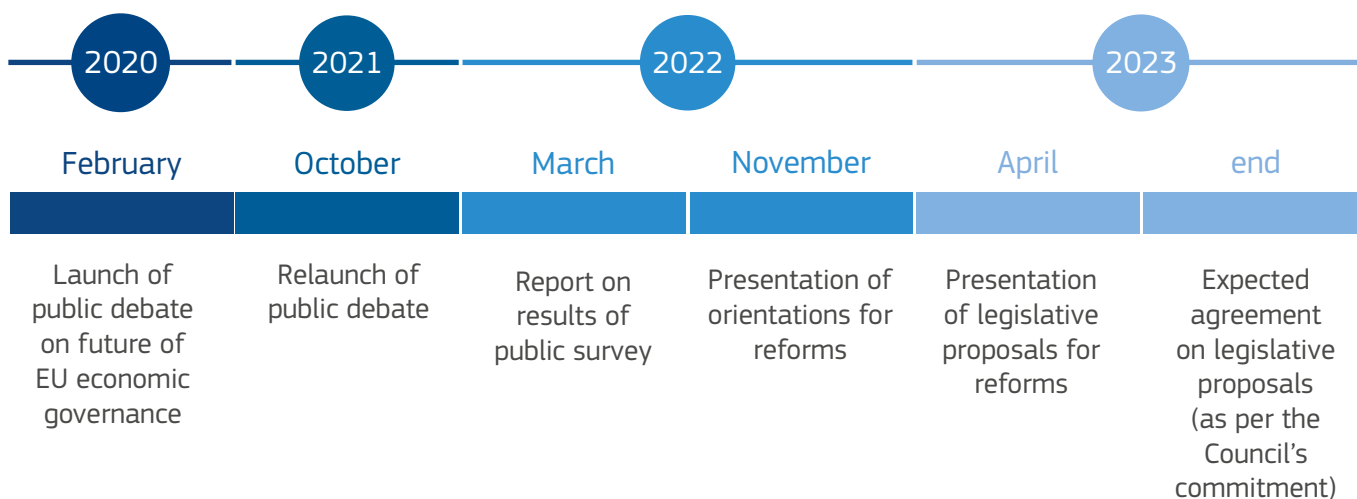 2020
2021
2022
2023
February
October
March
November
April
end
Launch of
public debate
on future of
EU economic
governance
Relaunch of
public debate
Report on
results of
public survey
Presentation of
orientations for
reforms
Presentation
of legislative
proposals for
reforms
Expected
agreement
on legislative
proposals
(as per the
Council’s
commitment)